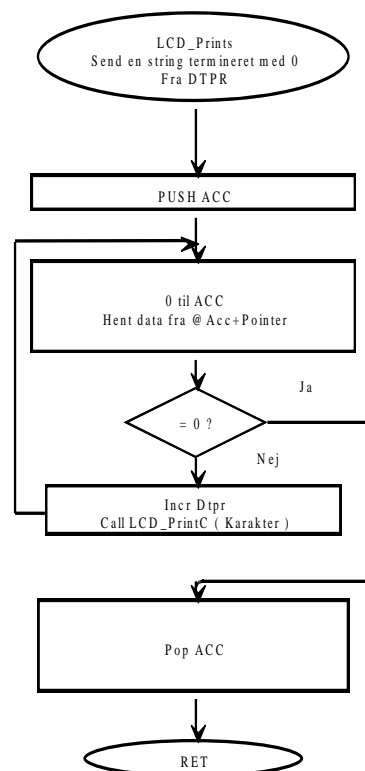 LCD_Prints
Send en string termineret med 0
Fra DTPR
PUSH ACC
0 til ACC
Hent data fra @Acc+Pointer
Ja
= 0 ?
Nej
Incr Dtpr
Call LCD_PrintC ( Karakter )
Pop ACC
RET